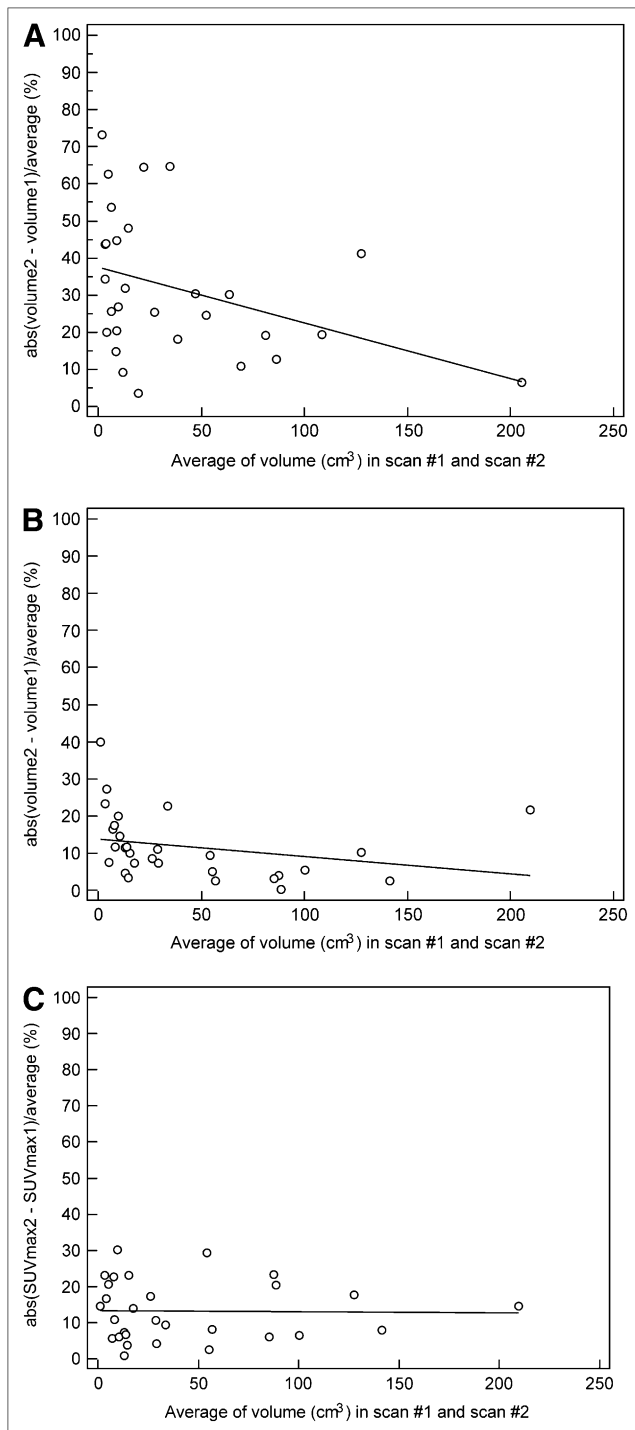 A
abs(volume2 - volume1)/average (%)
100
90
80
70
60
50
40
30
20
10
0
0 50 100 150 200 250
Average of volume (cm³) in scan #1 and scan #2
B
abs(volume2 - volume1)/average (%)
100
90
80
70
60
50
40
30
20
10
0
0 50 100 150 200 250
Average of volume (cm³) in scan #1 and scan #2
C
abs(SUVmax2 - SUVmax1)/average (%)
100
90
80
70
60
50
40
30
20
10
0
0 50 100 150 200 250
Average of volume (cm³) in scan #1 and scan #2